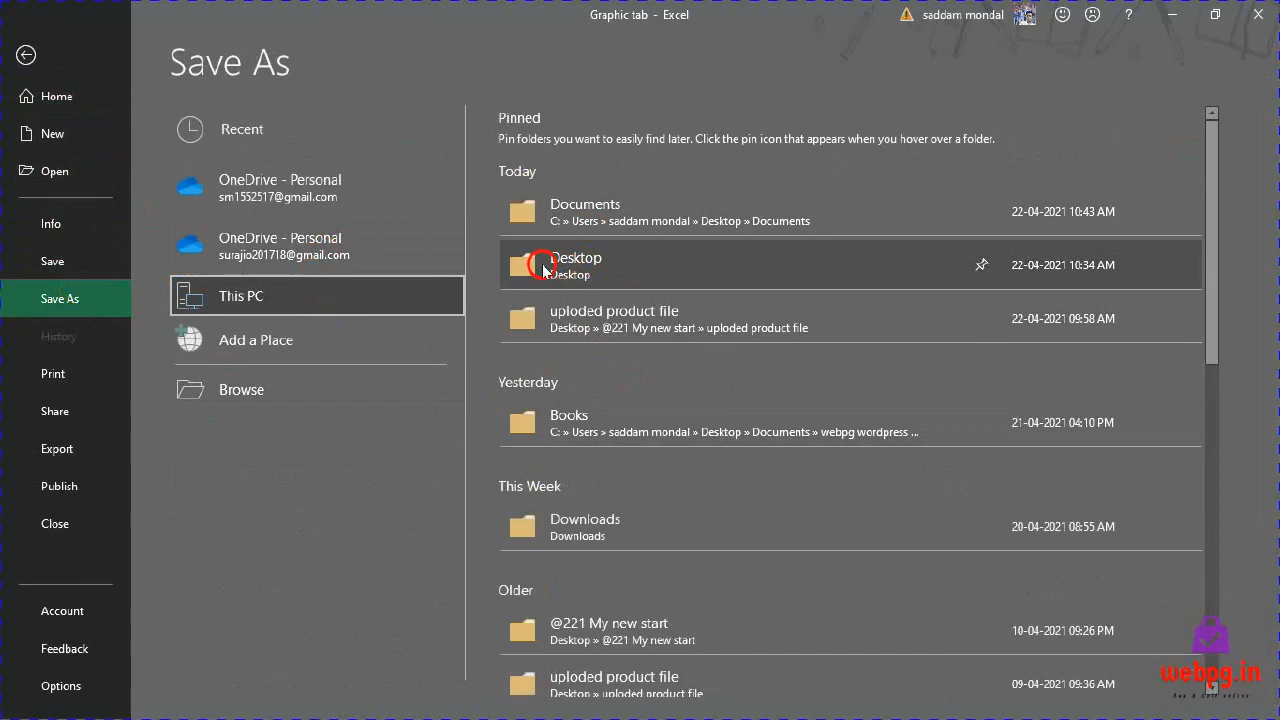 Graphic tab - Excel
saddam mondal
?
Save As
Home
New
Open
Info
Save
Save As
History
Print
Share
Export
Publish
Close
Account
Feedback
Options
Recent
OneDrive - Personal
sm1552517@gmail.com
OneDrive - Personal
surajio201718@gmail.com
This PC
Add a Place
Browse
Pinned
Pin folders you want to easily find later. Click the pin icon that appears when you hover over a folder.
Today
Documents
22-04-2021 10:43 AM
C: » Users » saddam mondal » Desktop » Documents
Desktop
22-04-2021 10:34 AM
Desktop
uploded product file
22-04-2021 09:58 AM
Desktop » @221 My new start » uploded product file
Yesterday
Books
21-04-2021 04:10 PM
C: » Users » saddam mondal » Desktop » Documents » webpg wordpress ...
This Week
Downloads
20-04-2021 08:55 AM
Downloads
Older
@221 My new start
10-04-2021 09:26 PM
Desktop » @221 My new start
uploded product file
09-04-2021 09:36 AM
Desktop » uploded product file
webpg.in
Buy & Sell online